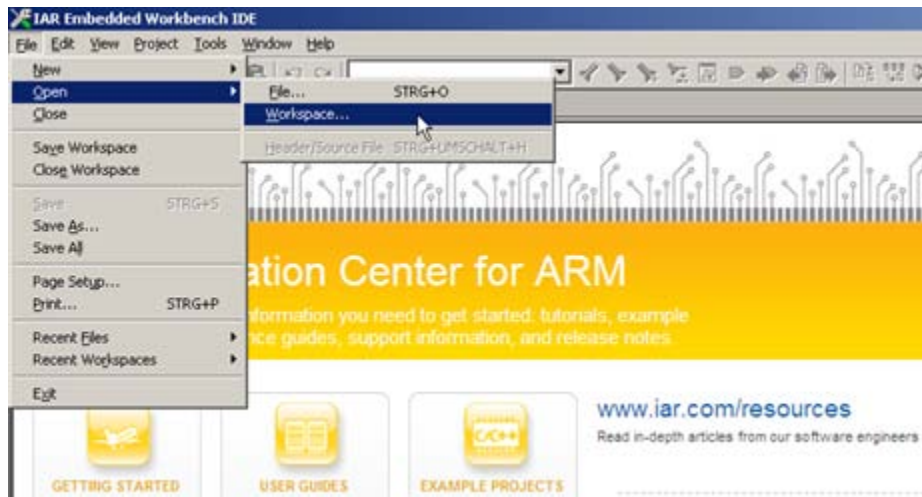 IAR Embedded Workbench IDE
File Edit View Project Tools Window Help
New
Open
Close
Save Workspace
Close Workspace
Save STRG+S
Save As...
Save All
Page Setup...
Print... STRG+P
Recent Files
Recent Workspaces
Exit
File... STRG+O
Workspace...
Header/Source File STRG+UMSCHALT+H
ation Center for ARM
nformation you need to get started: tutorials, example
nce guides, support information, and release notes.
GETTING STARTED
USER GUIDES
C/C++
EXAMPLE PROJECTS
www.iar.com/resources
Read in-depth articles from our software engineers